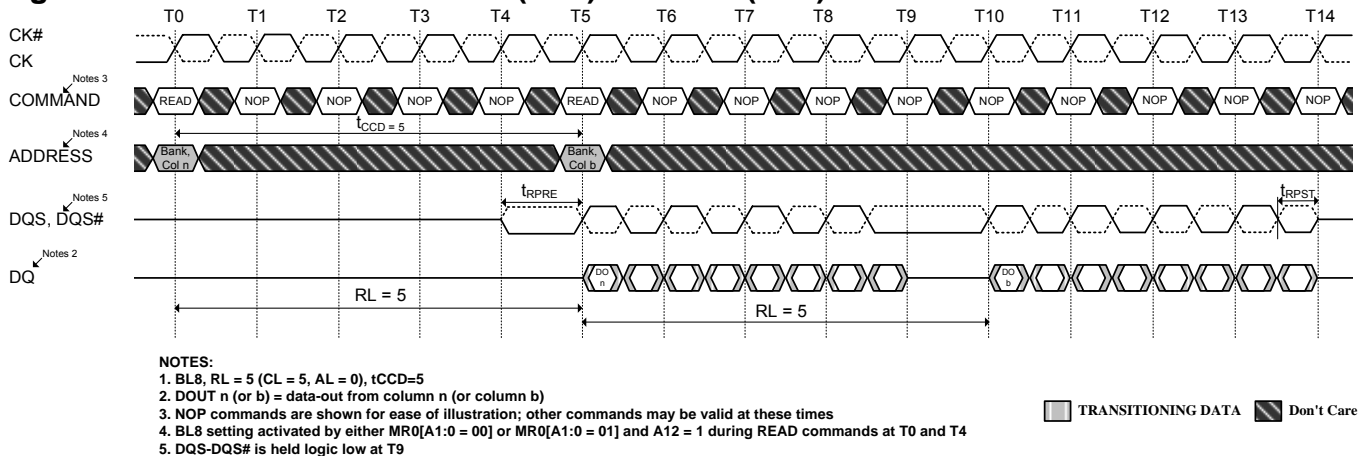 T0 T1 T2 T3 T4 T5 T6 T7 T8 T9 T10 T11 T12 T13 T14
CK#
CK
Notes 3
COMMAND READ NOP NOP NOP NOP READ NOP NOP NOP NOP NOP NOP NOP NOP NOP
tCCD = 5
Notes 4
ADDRESS Bank, Col n Bank, Col b
tRPRE tRPST
Notes 5
DQS, DQS#
Notes 2
DQ DO n DO b
RL = 5 RL = 5
NOTES:
1. BL8, RL = 5 (CL = 5, AL = 0), tCCD=5
2. DOUT n (or b) = data-out from column n (or column b)
3. NOP commands are shown for ease of illustration; other commands may be valid at these times
4. BL8 setting activated by either MR0[A1:0 = 00] or MR0[A1:0 = 01] and A12 = 1 during READ commands at T0 and T4
5. DQS-DQS# is held logic low at T9
TRANSITIONING DATA Don't Care